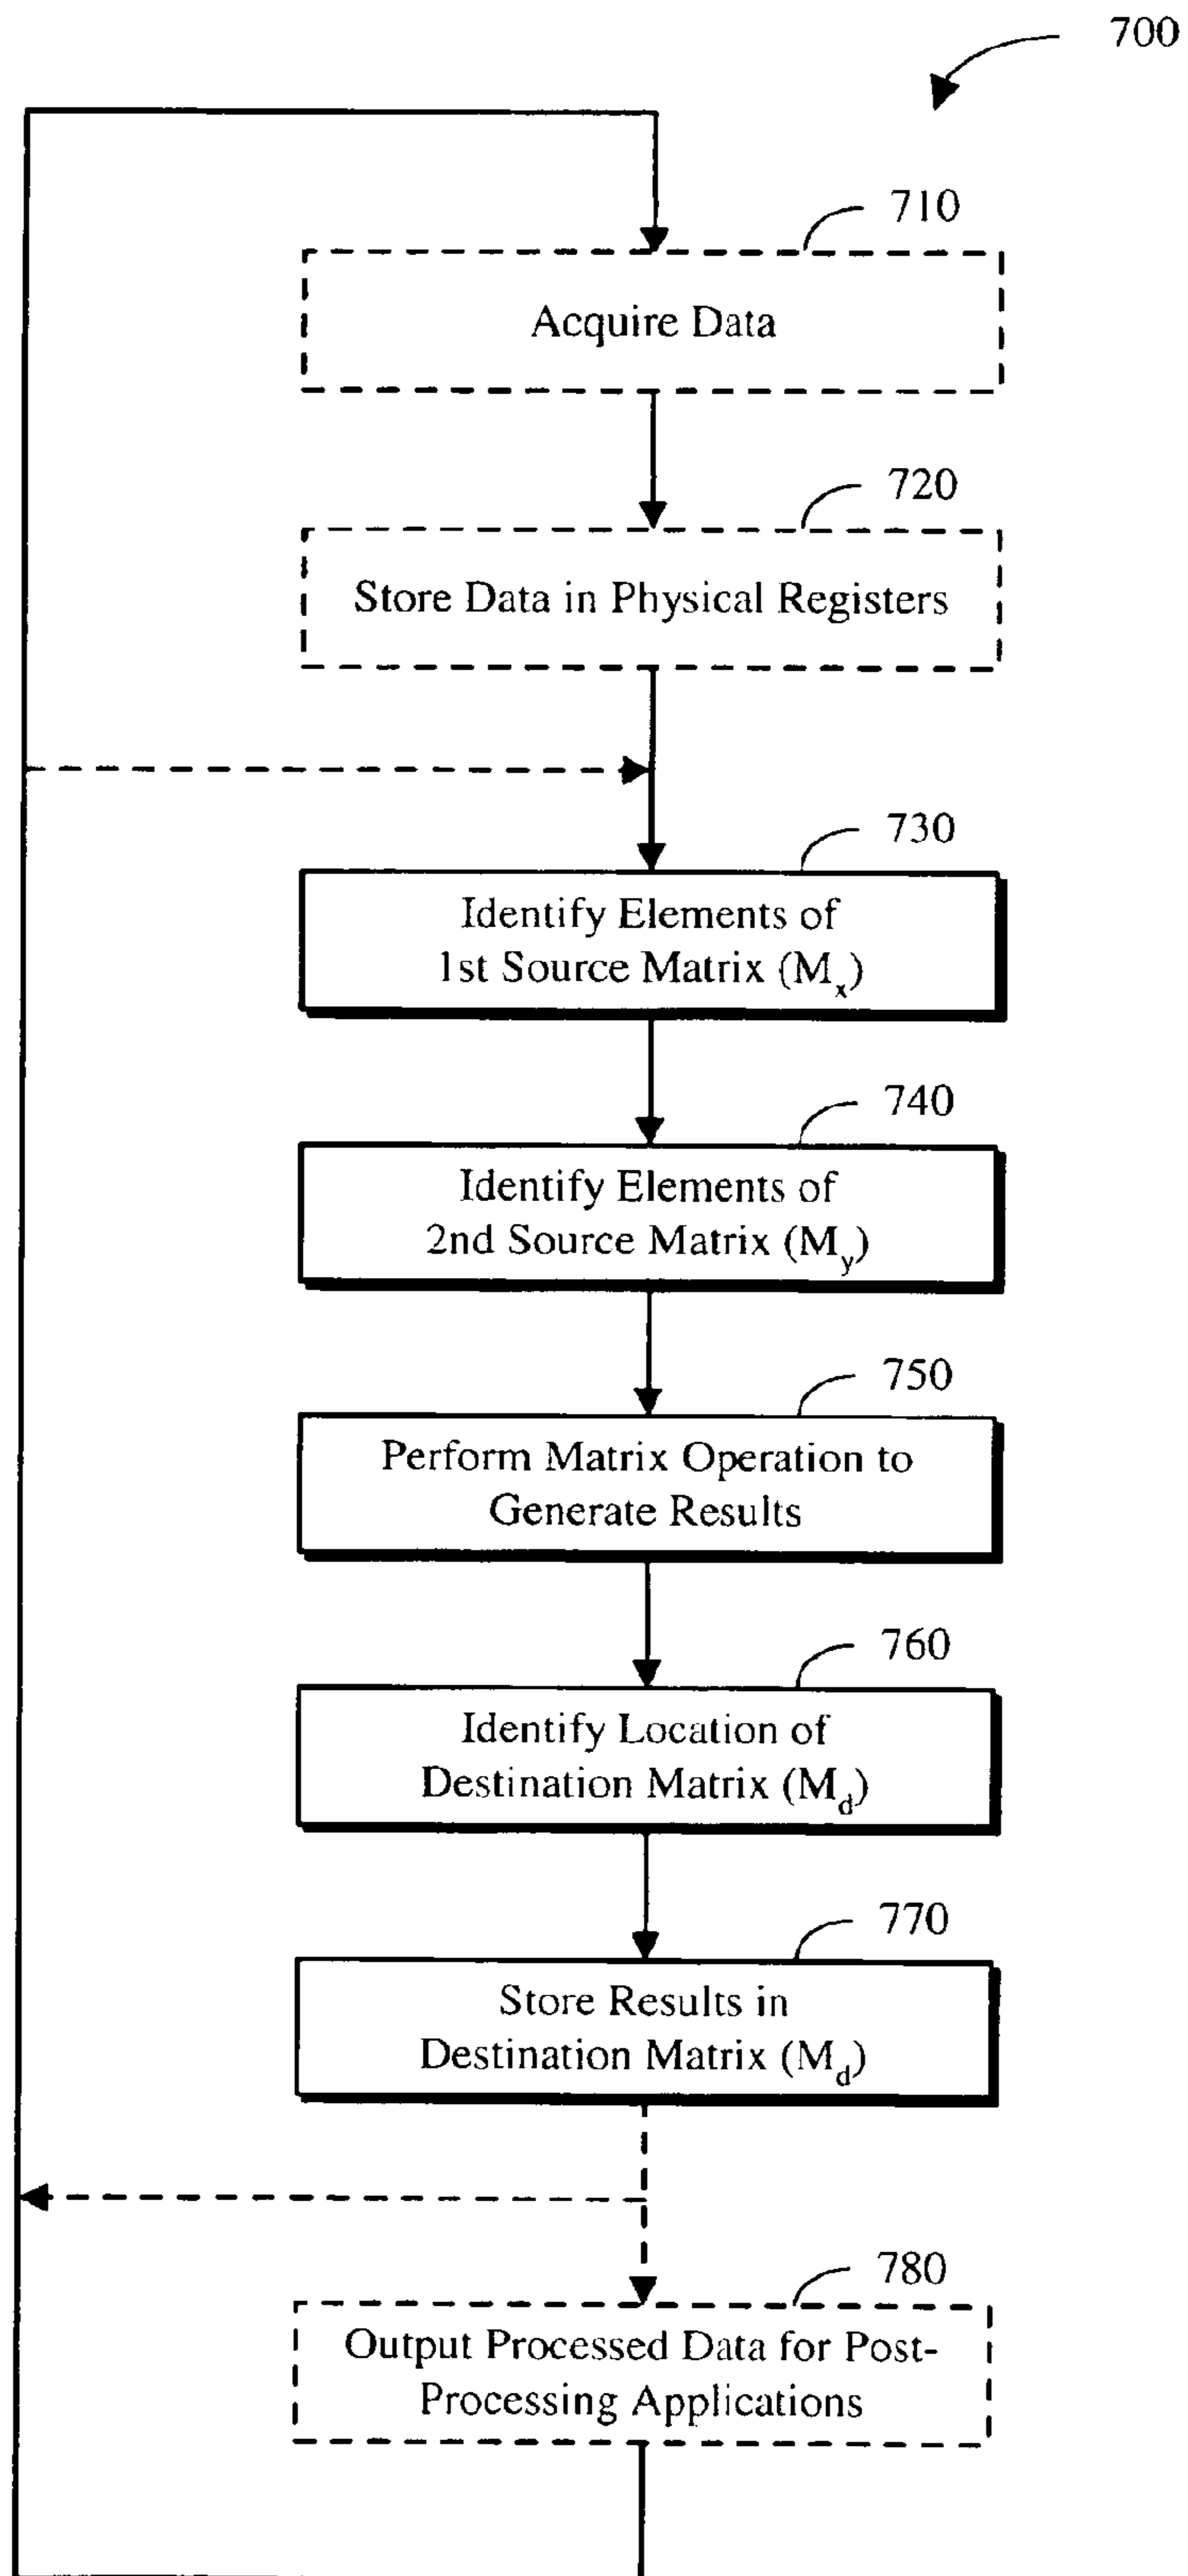 700
710
Acquire Data
720
Store Data in Physical Registers
730
Identify Elements of
1st Source Matrix (Mx)
740
Identify Elements of
2nd Source Matrix (My)
750
Perform Matrix Operation to
Generate Results
760
Identify Location of
Destination Matrix (Md)
770
Store Results in
Destination Matrix (Md)
780
Output Processed Data for Post-
Processing Applications